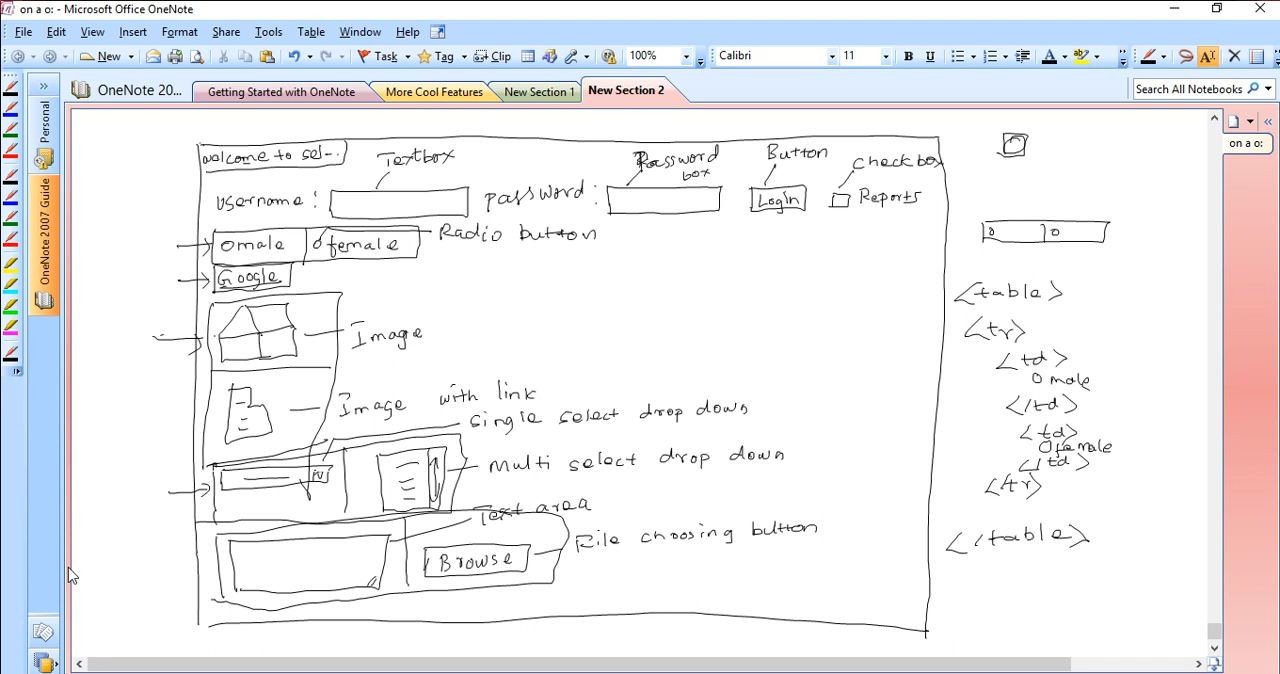 on a o: - Microsoft Office OneNote
File Edit View Insert Format Share Tools Table Window Help
New Task Tag Clip 100% Calibri 11 B U
OneNote 20... Getting Started with OneNote More Cool Features New Section 1 New Section 2 Search All Notebooks
Personal
OneNote 2007 Guide
on a o:
welcome to sel-..
Textbox
Password box
Button
checkbox
username :
password :
Login
Reports
o male
o female
Radio button
Google
Image
Image with link
single select drop down
multi select drop down
Text area
Browse
File choosing button
<table>
<tr>
<td>
o male
</td>
<td>
o female
</td>
</tr>
</table>